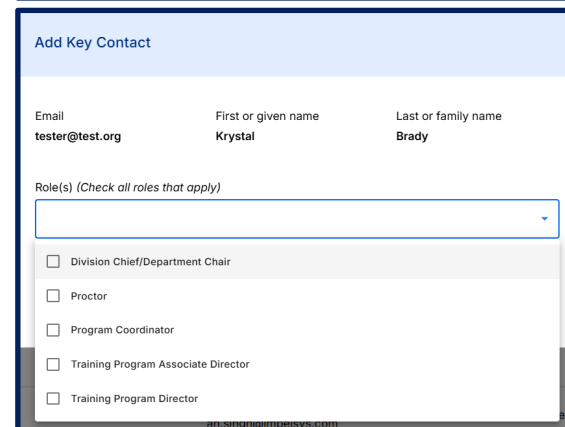 Add Key Contact
Email First or given name Last or family name
tester@test.org Krystal Brady
Role(s) (Check all roles that apply)
Division Chief/Department Chair
Proctor
Program Coordinator
Training Program Associate Director
Training Program Director